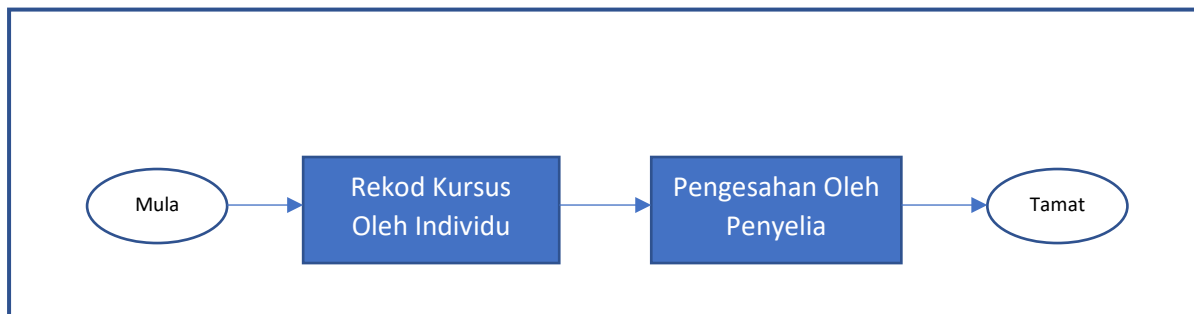 Mula
Rekod Kursus
Oleh Individu
Pengesahan Oleh
Penyelia
Tamat